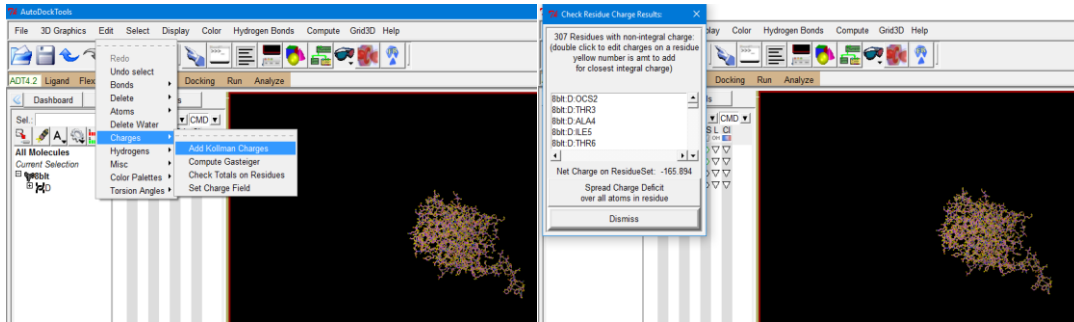 AutoDockTools
File 3D Graphics Edit Select Display Color Hydrogen Bonds Compute Grid3D Help
ADT4.2 Ligand Flex Docking Run Analyze
Dashboard
Sel.: CMD
All Molecules
Current Selection
8blt
D
Redo
Undo select
Bonds
Delete
Atoms
Delete Water
Charges
Hydrogens
Misc
Color Palettes
Torsion Angles
Add Kollman Charges
Compute Gasteiger
Check Totals on Residues
Set Charge Field
Check Residue Charge Results:
307 Residues with non-integral charge:
(double click to edit charges on a residue
yellow number is amt to add
for closest integral charge)
8blt:D:OCS2
8blt:D:THR3
8blt:D:ALA4
8blt:D:ILE5
8blt:D:THR6
Net Charge on ResidueSet: -165.894
Spread Charge Deficit
over all atoms in residue
Dismiss
Color Hydrogen Bonds Compute Grid3D Help
Docking Run Analyze
CMD
S L Cl